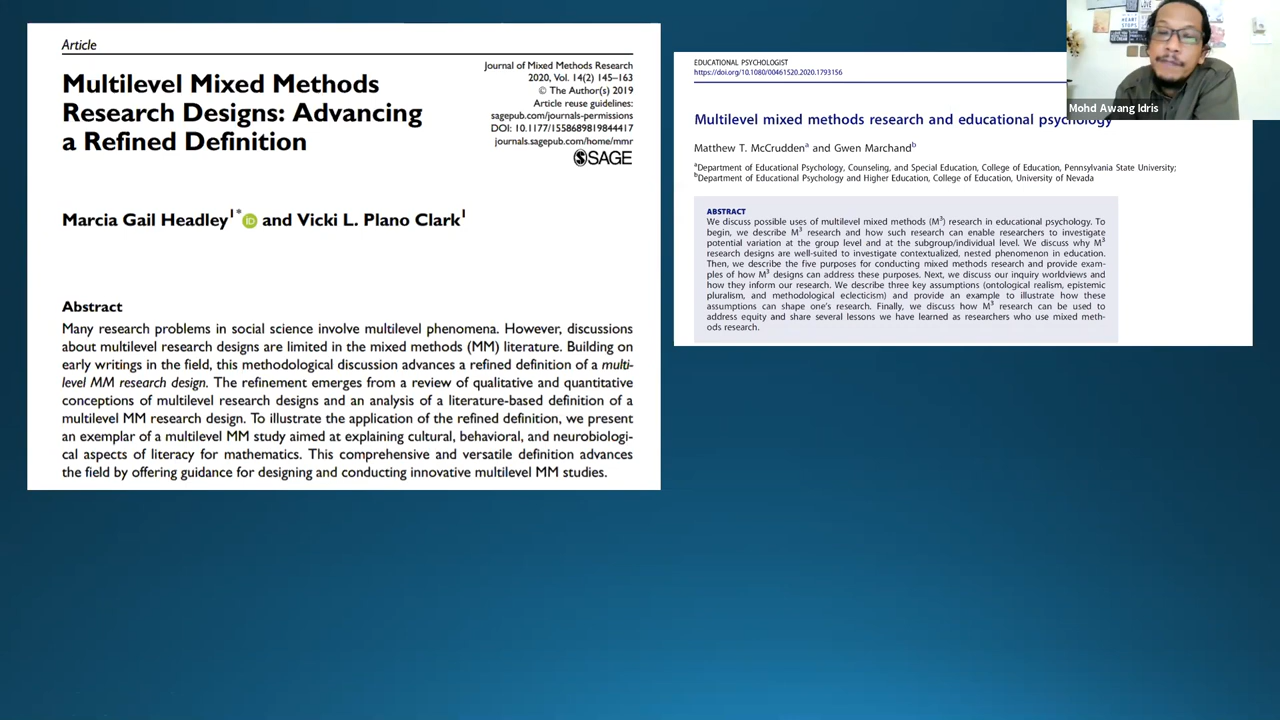 Article
Multilevel Mixed Methods
Research Designs: Advancing
a Refined Definition
Journal of Mixed Methods Research
2020, Vol. 14(2) 145–163
© The Author(s) 2019
Article reuse guidelines:
sagepub.com/journals-permissions
DOI: 10.1177/1558689819844417
journals.sagepub.com/home/mmr
SAGE
Marcia Gail Headley1* iD and Vicki L. Plano Clark1
Abstract
Many research problems in social science involve multilevel phenomena. However, discussions
about multilevel research designs are limited in the mixed methods (MM) literature. Building on
early writings in the field, this methodological discussion advances a refined definition of a multi-
level MM research design. The refinement emerges from a review of qualitative and quantitative
conceptions of multilevel research designs and an analysis of a literature-based definition of a
multilevel MM research design. To illustrate the application of the refined definition, we present
an exemplar of a multilevel MM study aimed at explaining cultural, behavioral, and neurobiologi-
cal aspects of literacy for mathematics. This comprehensive and versatile definition advances
the field by offering guidance for designing and conducting innovative multilevel MM studies.
EDUCATIONAL PSYCHOLOGIST
https://doi.org/10.1080/00461520.2020.1793156
Multilevel mixed methods research and educational psychology
Matthew T. McCruddena and Gwen Marchandb
aDepartment of Educational Psychology, Counseling, and Special Education, College of Education, Pennsylvania State University;
bDepartment of Educational Psychology and Higher Education, College of Education, University of Nevada
ABSTRACT
We discuss possible uses of multilevel mixed methods (M3) research in educational psychology. To
begin, we describe M3 research and how such research can enable researchers to investigate
potential variation at the group level and at the subgroup/individual level. We discuss why M3
research designs are well-suited to investigate contextualized, nested phenomenon in education.
Then, we describe the five purposes for conducting mixed methods research and provide exam-
ples of how M3 designs can address these purposes. Next, we discuss our inquiry worldviews and
how they inform our research. We describe three key assumptions (ontological realism, epistemic
pluralism, and methodological eclecticism) and provide an example to illustrate how these
assumptions can shape one's research. Finally, we discuss how M3 research can be used to
address equity and share several lessons we have learned as researchers who use mixed meth-
ods research.
Mohd Awang Idris